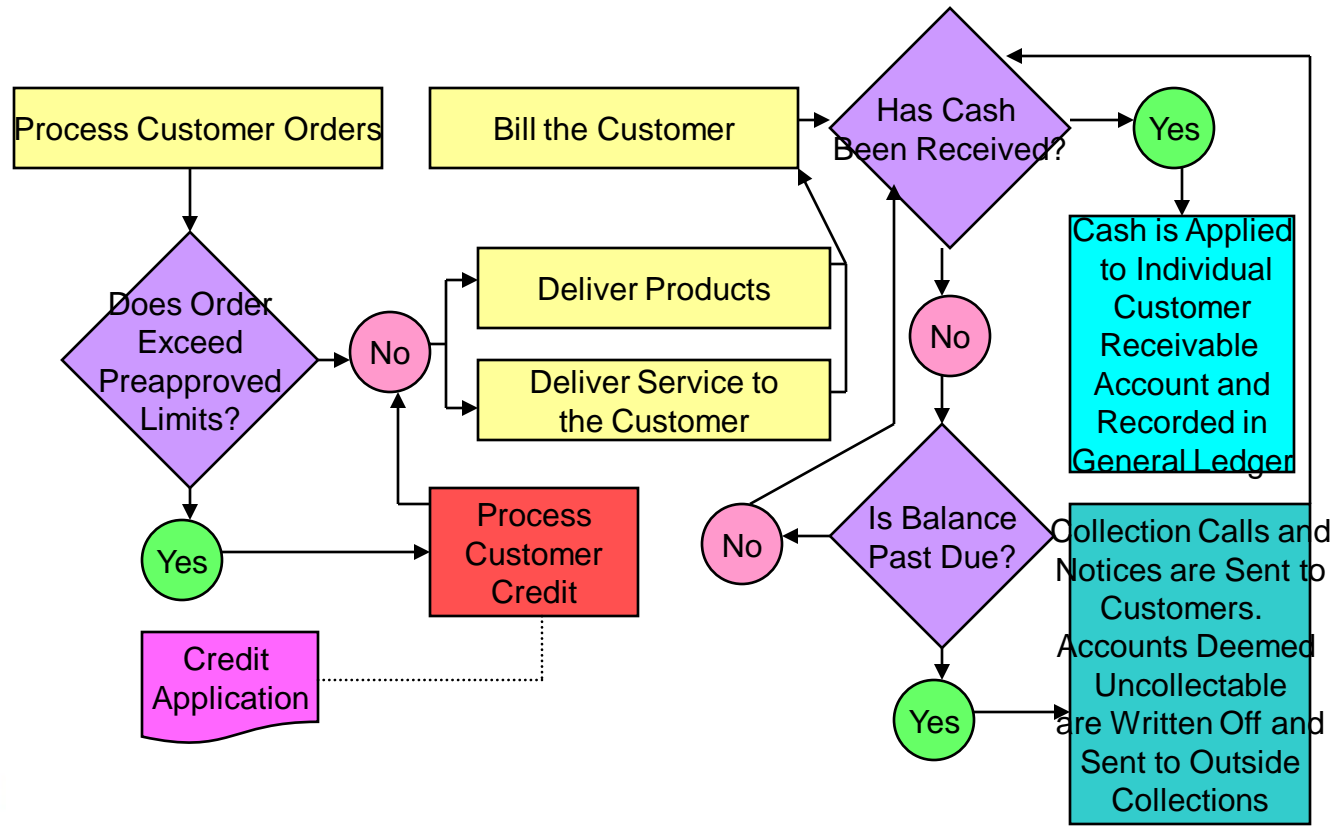 Process Customer Orders
Does Order
Exceed
Preapproved
Limits?
No
Yes
Credit
Application
Process
Customer
Credit
Bill the Customer
Deliver Products
Deliver Service to
the Customer
Has Cash
Been Received?
Yes
Cash is Applied
to Individual
Customer
Receivable
Account and
Recorded in
General Ledger
No
Is Balance
Past Due?
No
Yes
Collection Calls and
Notices are Sent to
Customers.
Accounts Deemed
Uncollectable
are Written Off and
Sent to Outside
Collections